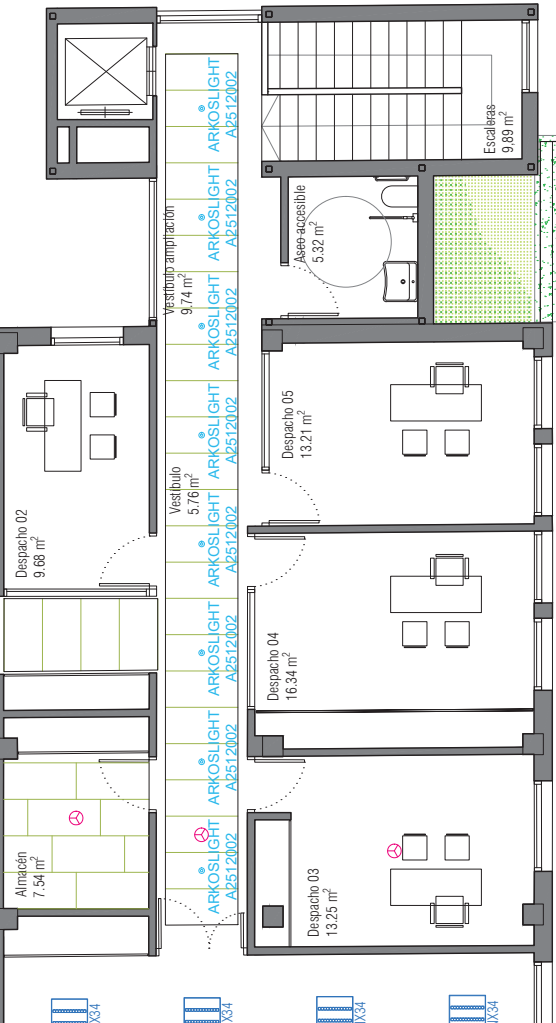 ARKOSLIGHT
A2512002
Escaleras
9,89 m²
Vestíbulo ampliación
9.74 m²
ARKOSLIGHT
A2512002
Aseo accesible
5.32 m²
ARKOSLIGHT
A2512002
ARKOSLIGHT
A2512002
Despacho 05
13.21 m²
Vestíbulo
5.76 m²
Despacho 02
9.68 m²
ARKOSLIGHT
A2512002
ARKOSLIGHT
A2512002
Despacho 04
16.34 m²
ARKOSLIGHT
A2512002
Almacén
7.54 m²
ARKOSLIGHT
A2512002
Despacho 03
13.25 m²
X34
X34
X34
X34